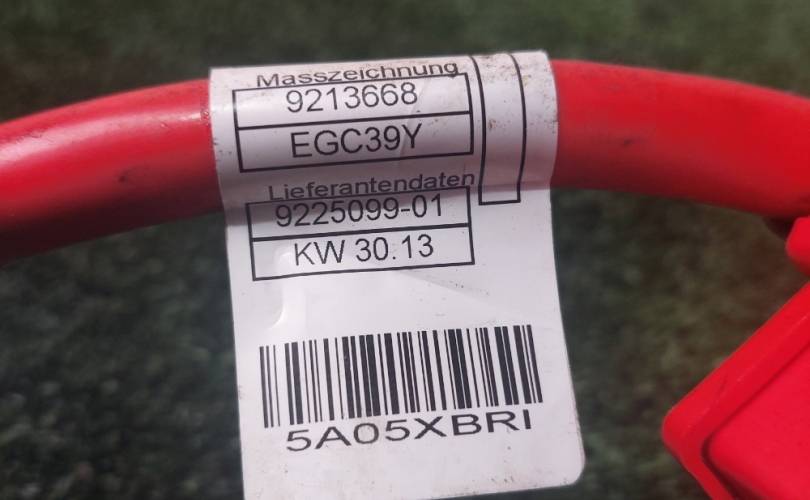 Masszeichnung
9213668
EGC39Y
Lieferantendaten
9225099-01
KW 30.13
5A05XBRI